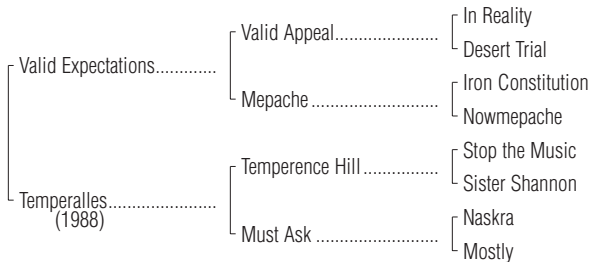 In Reality
Valid Appeal
Desert Trial
Valid Expectations
Iron Constitution
Mepache
Nowmepache
Stop the Music
Temperence Hill
Sister Shannon
Temperalles
(1988)
Naskra
Must Ask
Mostly